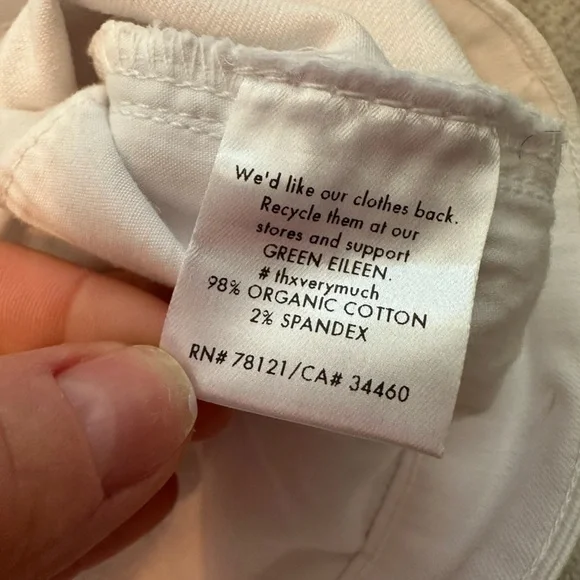 We'd like our clothes back.
Recycle them at our
stores and support
GREEN EILEEN.
# thxverymuch
98% ORGANIC COTTON
2% SPANDEX
RN# 78121/CA# 34460